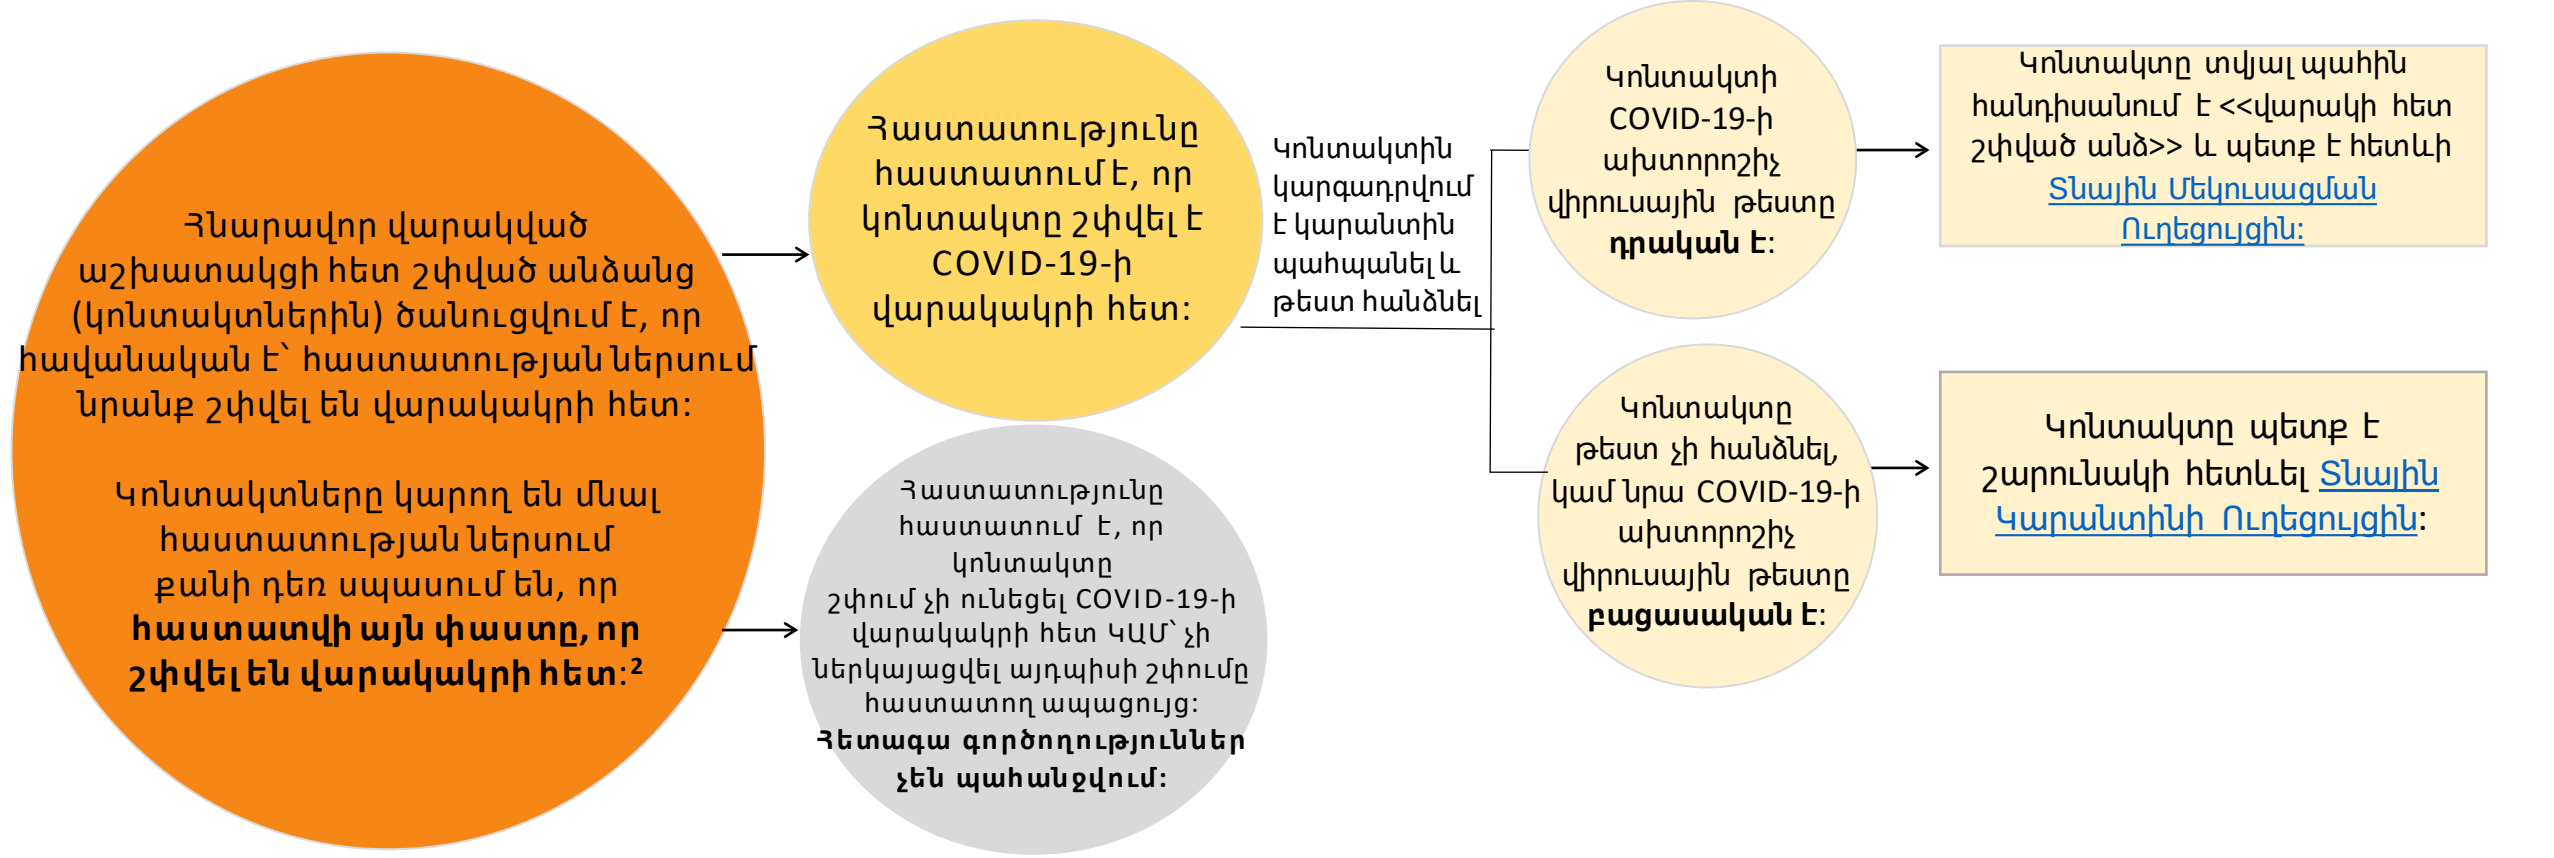 Հնարավոր վարակված
աշխատակցի հետ շփված անձանց
(կոնտակտներին) ծանուցվում է, որ
հավանական է՝ հաստատության ներսում
նրանք շփվել են վարակակրի հետ:
Կոնտակտները կարող են մնալ
հաստատության ներսում
քանի դեռ սպասում են, որ
հաստատվի այն փաստը, որ
շփվել են վարակակրի հետ:²
Հաստատությունը
հաստատում է, որ
կոնտակտը շփվել է
COVID-19-ի
վարակակրի հետ:
Հաստատությունը
հաստատում է, որ
կոնտակտը
շփում չի ունեցել COVID-19-ի
վարակակրի հետ ԿԱՄ՝ չի
ներկայացվել այդպիսի շփումը
հաստատող ապացույց:
Հետագա գործողություններ
չեն պահանջվում:
Կոնտակտին
կարգադրվում
է կարանտին
պահպանել և
թեստ հանձնել
Կոնտակտի
COVID-19-ի
ախտորոշիչ
վիրուսային թեստը
դրական է:
Կոնտակտը տվյալ պահին
հանդիսանում է <<վարակի հետ
շփված անձ>> և պետք է հետևի
Տնային Մեկուսացման
Ուղեցույցին:
Կոնտակտը
թեստ չի հանձնել,
կամ նրա COVID-19-ի
ախտորոշիչ
վիրուսային թեստը
բացասական է:
Կոնտակտը պետք է
շարունակի հետևել Տնային
Կարանտինի Ուղեցույցին: